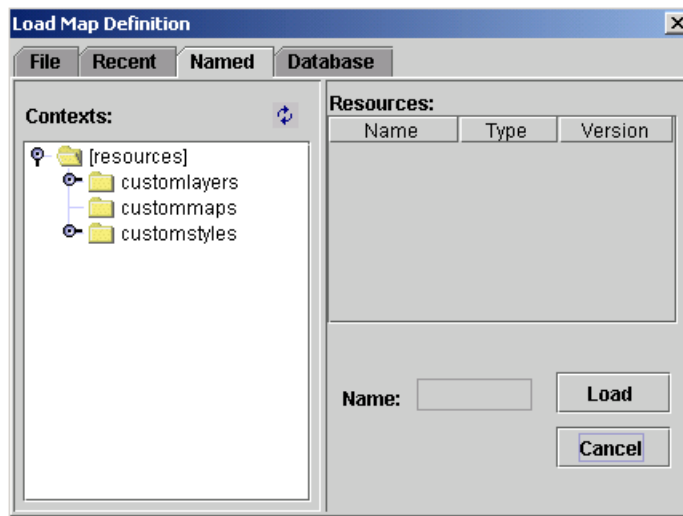 Load Map Definition
File Recent Named Database
Contexts:
[resources]
customlayers
custommaps
customstyles
Resources:
Name Type Version
Name:
Load
Cancel